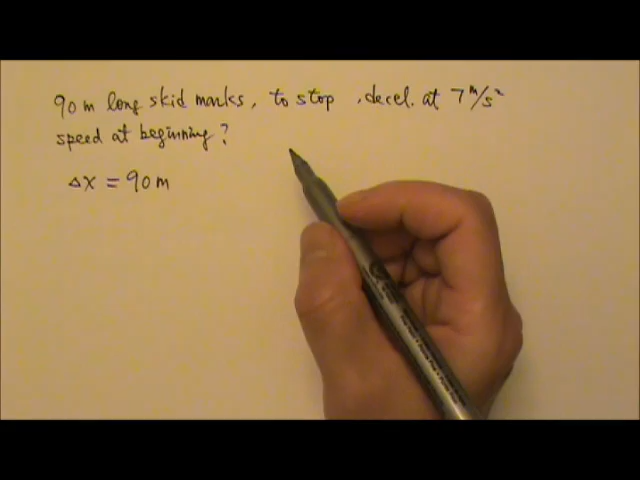 90 m long skid marks, to stop , decel. at 7 m/s²
speed at beginning?
Δx = 90 m